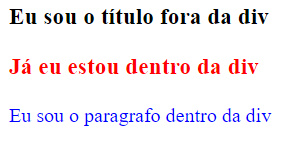 Eu sou o título fora da div
Já eu estou dentro da div
Eu sou o paragrafo dentro da div